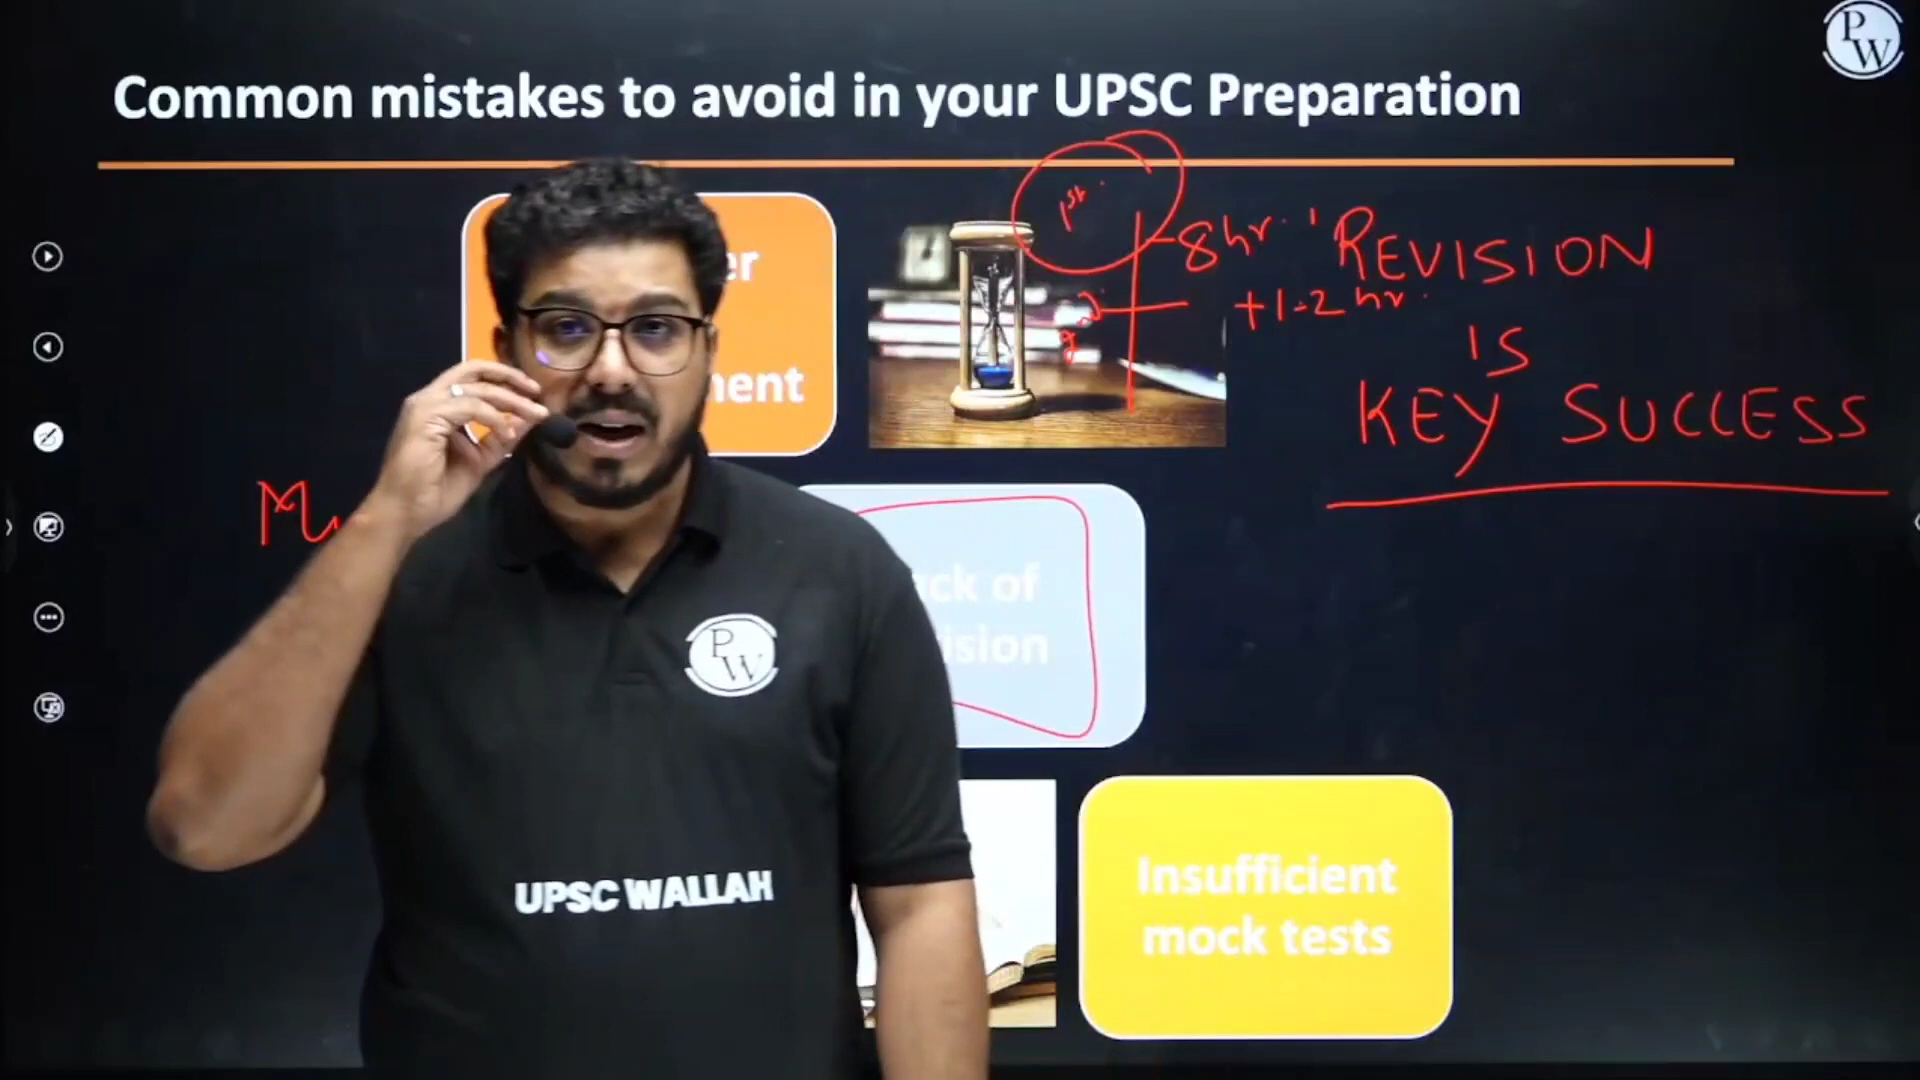 P
W
Common mistakes to avoid in your UPSC Preparation
1st
8hr.
REVISION
+1-2 hr.
is
KEY SUCCESS
Insufficient
mock tests
P
W
UPSC WALLAH